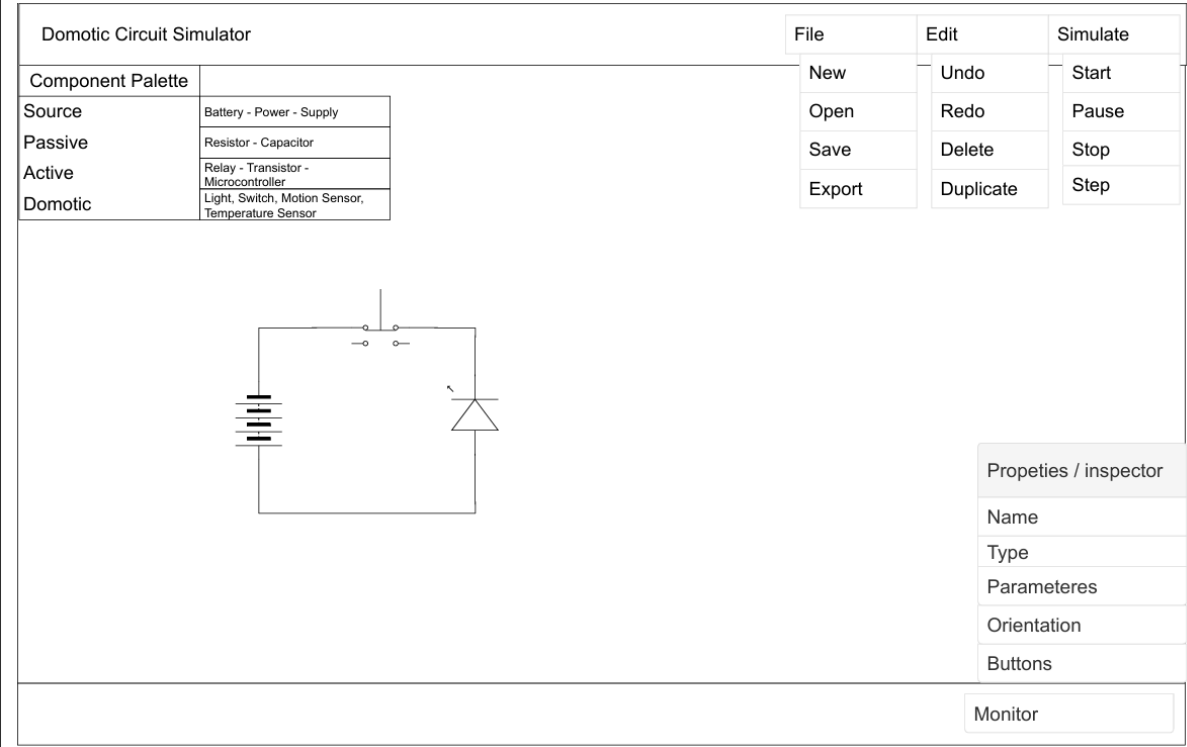 Domotic Circuit Simulator
File
Edit
Simulate
New
Undo
Start
Open
Redo
Pause
Save
Delete
Stop
Export
Duplicate
Step
Component Palette
Source
Battery - Power - Supply
Passive
Resistor - Capacitor
Active
Relay - Transistor -
Microcontroller
Domotic
Light, Switch, Motion Sensor,
Temperature Sensor
Propeties / inspector
Name
Type
Parameteres
Orientation
Buttons
Monitor